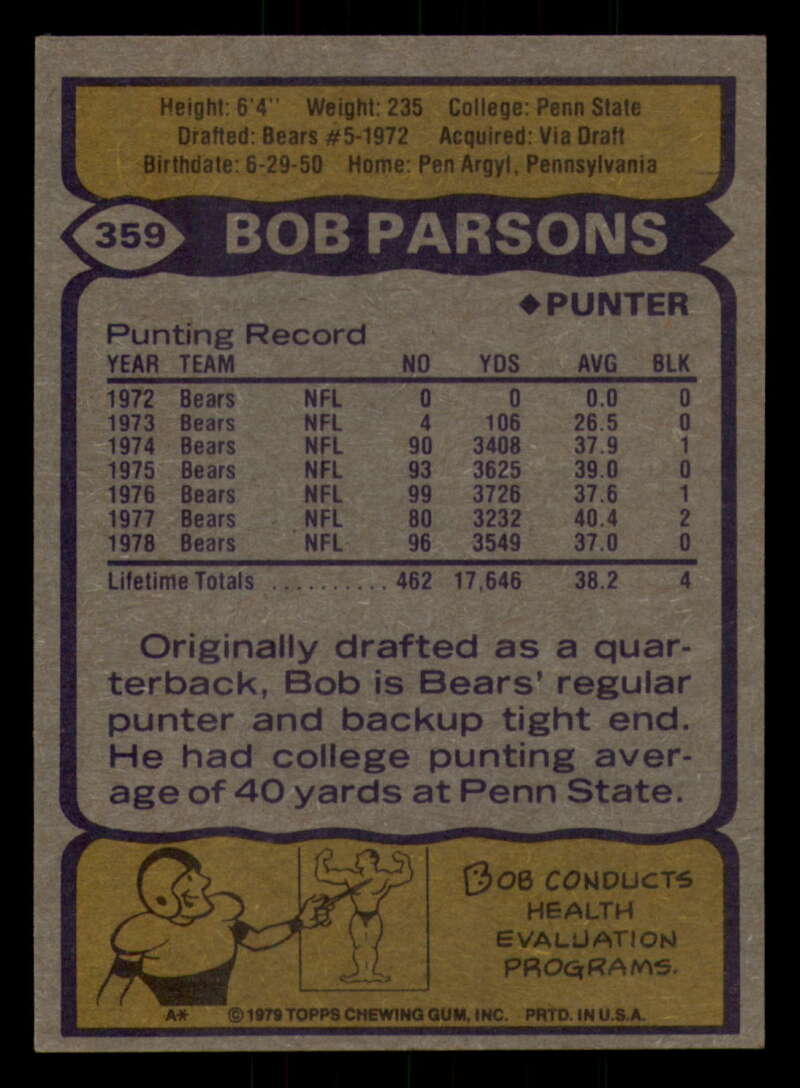 Height: 6'4" Weight: 235 College: Penn State
Drafted: Bears #5-1972 Acquired: Via Draft
Birthdate: 6-29-50 Home: Pen Argyl, Pennsylvania
359 BOB PARSONS
♦PUNTER
Punting Record
YEAR TEAM NO YDS AVG BLK
1972 Bears NFL 0 0 0.0 0
1973 Bears NFL 4 106 26.5 0
1974 Bears NFL 90 3408 37.9 1
1975 Bears NFL 93 3625 39.0 0
1976 Bears NFL 99 3726 37.6 1
1977 Bears NFL 80 3232 40.4 2
1978 Bears NFL 96 3549 37.0 0
Lifetime Totals .......... 462 17,646 38.2 4
Originally drafted as a quar-
terback, Bob is Bears' regular
punter and backup tight end.
He had college punting aver-
age of 40 yards at Penn State.
BOB CONDUCTS
HEALTH
EVALUATION
PROGRAMS.
A* ©1979 TOPPS CHEWING GUM, INC. PRTD. IN U.S.A.